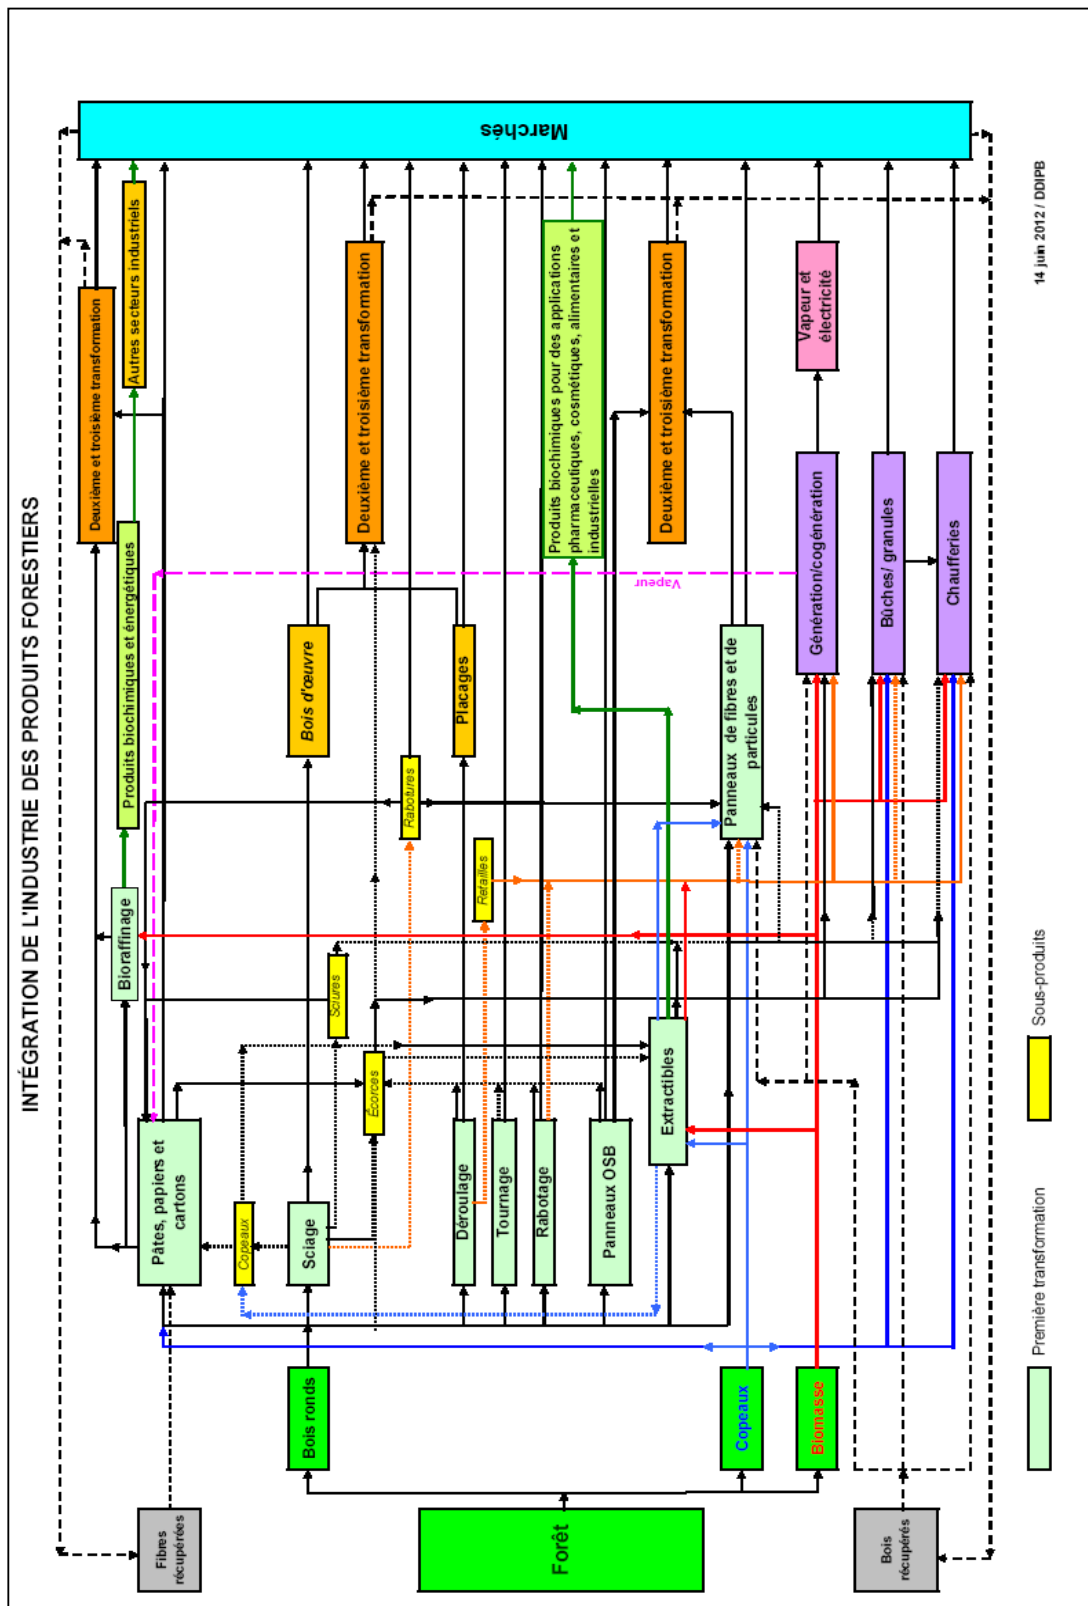 INTÉGRATION DE L'INDUSTRIE DES PRODUITS FORESTIERS
Fibres
récupérées
Forêt
Bois
récupérés
Bois ronds
Copeaux
Biomasse
Pâtes, papiers et
cartons
Copeaux
Sciage
Écorces
Sciures
Déroulage
Tournage
Rabotage
Panneaux OSB
Extractibles
Bioraffinage
Rabotures
Retailles
Produits biochimiques et énergétiques
Bois d'œuvre
Placages
Panneaux de fibres et de
particules
Vapeur
Génération/cogénération
Bûches/ granules
Chaufferies
Deuxième et troisième transformation
Autres secteurs industriels
Deuxième et troisième transformation
Produits biochimiques pour des applications
pharmaceutiques, cosmétiques, alimentaires et
industrielles
Deuxième et troisième transformation
Vapeur et
électricité
Marchés
Première transformation
Sous-produits
14 juin 2012 / DDIPB